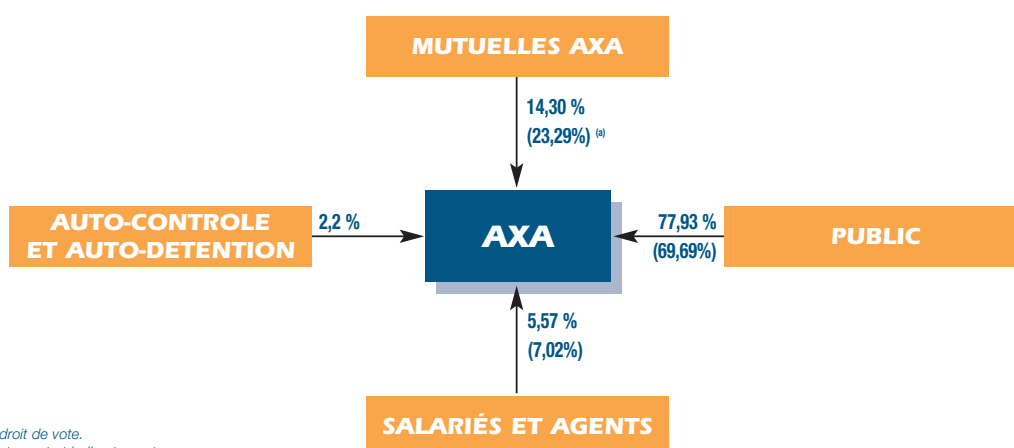 MUTUELLES AXA
14,30 %
(23,29%) (a)
AUTO-CONTROLE
ET AUTO-DETENTION
2,2 %
AXA
77,93 %
(69,69%)
PUBLIC
5,57 %
(7,02%)
SALARIÉS ET AGENTS
droit de vote.